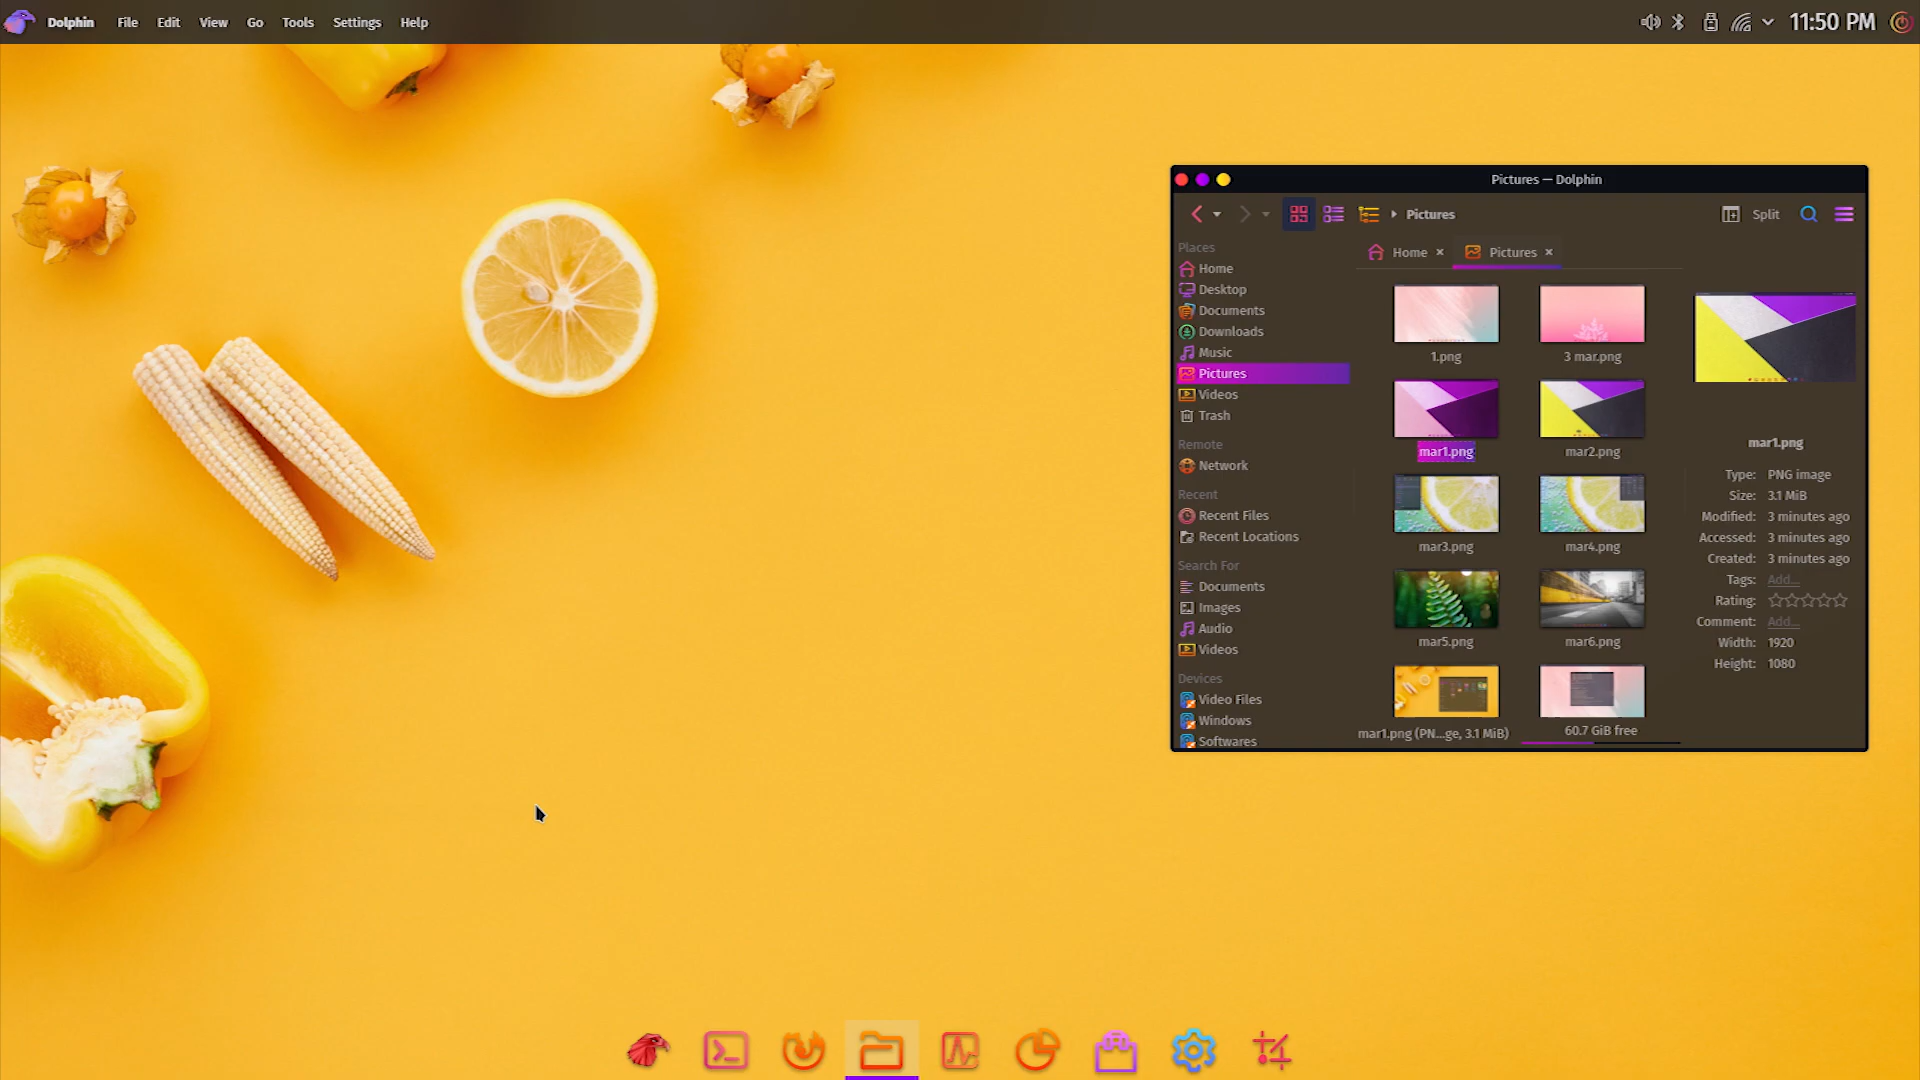 Dolphin File Edit View Go Tools Settings Help 11:50 PM
Pictures — Dolphin
Pictures Split
Home Pictures
Places
Home
Desktop
Documents
Downloads
Music
Pictures
Videos
Trash
Remote
Network
Recent
Recent Files
Recent Locations
Search For
Documents
Images
Audio
Videos
Devices
Video Files
Windows
Softwares
1.png 3 mar.png
mar1.png mar2.png
mar3.png mar4.png
mar5.png mar6.png
mar1.png (PN...ge, 3.1 MiB) 60.7 GiB free
mar1.png
Type: PNG image
Size: 3.1 MiB
Modified: 3 minutes ago
Accessed: 3 minutes ago
Created: 3 minutes ago
Tags: Add...
Rating:
Comment: Add...
Width: 1920
Height: 1080